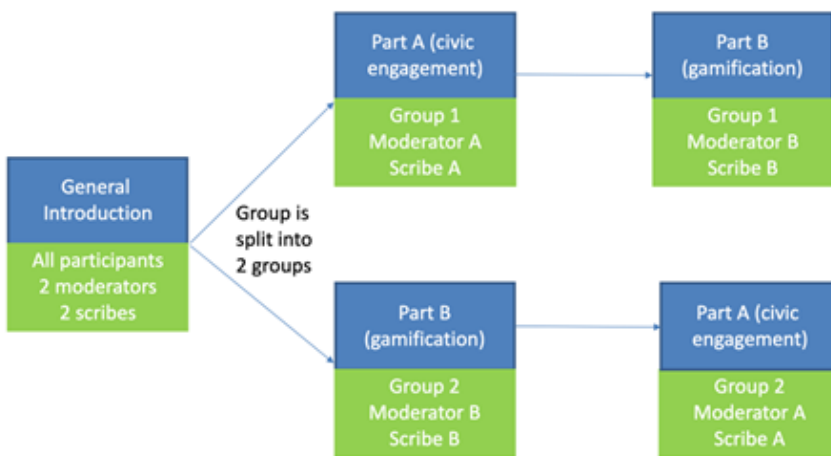 General
Introduction
All participants
2 moderators
2 scribes
Group is
split into
2 groups
Part A (civic
engagement)
Group 1
Moderator A
Scribe A
Part B
(gamification)
Group 1
Moderator B
Scribe B
Part B
(gamification)
Group 2
Moderator B
Scribe B
Part A (civic
engagement)
Group 2
Moderator A
Scribe A